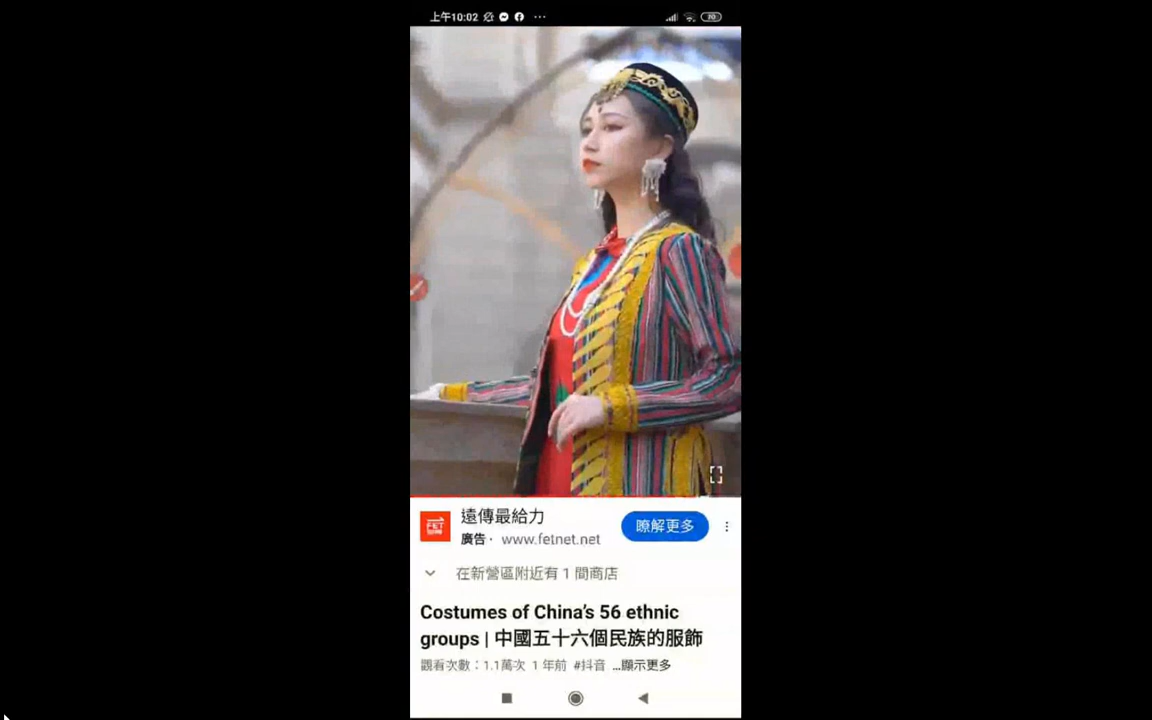 上午10:02
70
遠傳最給力
FET
廣告· www.fetnet.net
瞭解更多
在新營區附近有 1 間商店
Costumes of China's 56 ethnic
groups | 中國五十六個民族的服飾
觀看次數：1.1萬次 1 年前 #抖音 ...顯示更多